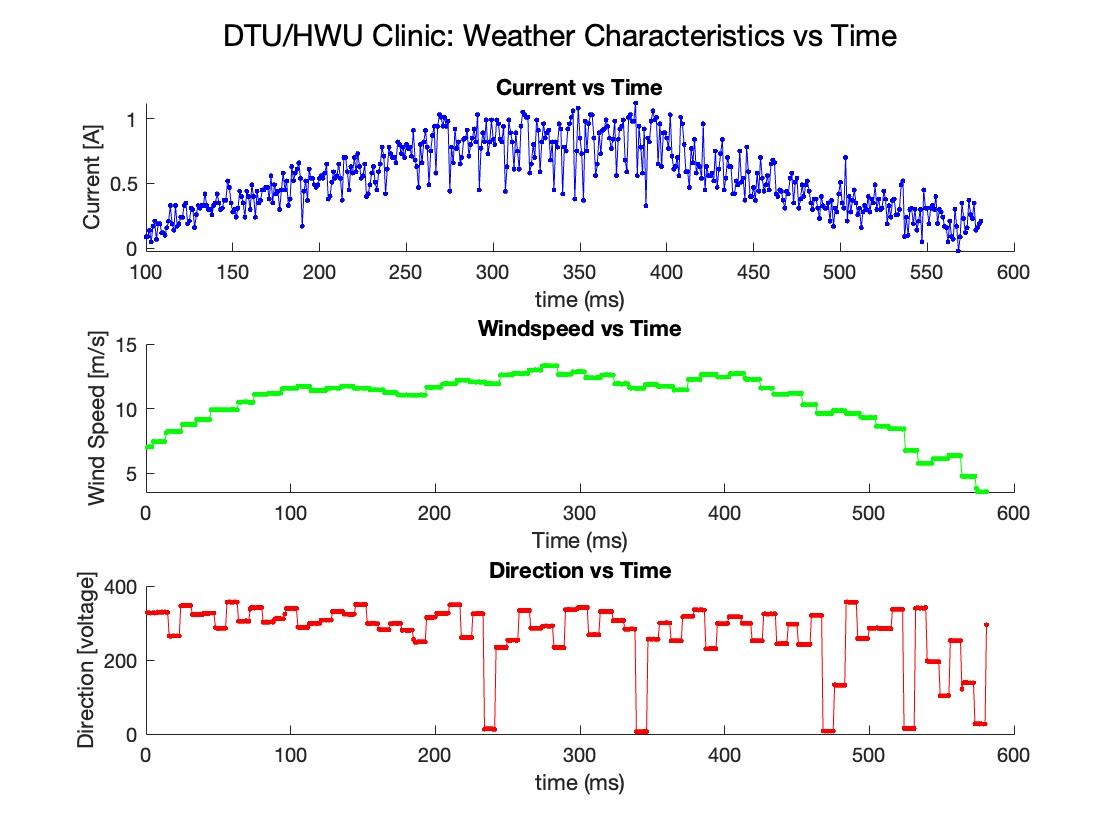 DTU/HWU Clinic: Weather Characteristics vs Time
Current vs Time
Current [A]
1
0.5
0
100 150 200 250 300 350 400 450 500 550 600
time (ms)
Windspeed vs Time
Wind Speed [m/s]
15
10
5
0 100 200 300 400 500 600
Time (ms)
Direction vs Time
Direction [voltage]
400
200
0
0 100 200 300 400 500 600
time (ms)